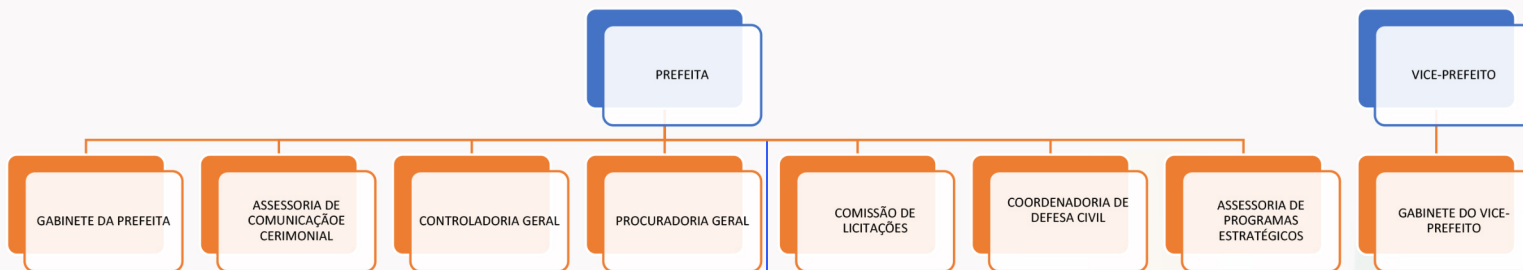 PREFEITA
VICE-PREFEITO
GABINETE DA PREFEITA
ASSESSORIA DE
COMUNICAÇÃOE
CERIMONIAL
CONTROLADORIA GERAL
PROCURADORIA GERAL
COMISSÃO DE
LICITAÇÕES
COORDENADORIA DE
DEFESA CIVIL
ASSESSORIA DE
PROGRAMAS
ESTRATÉGICOS
GABINETE DO VICE-
PREFEITO